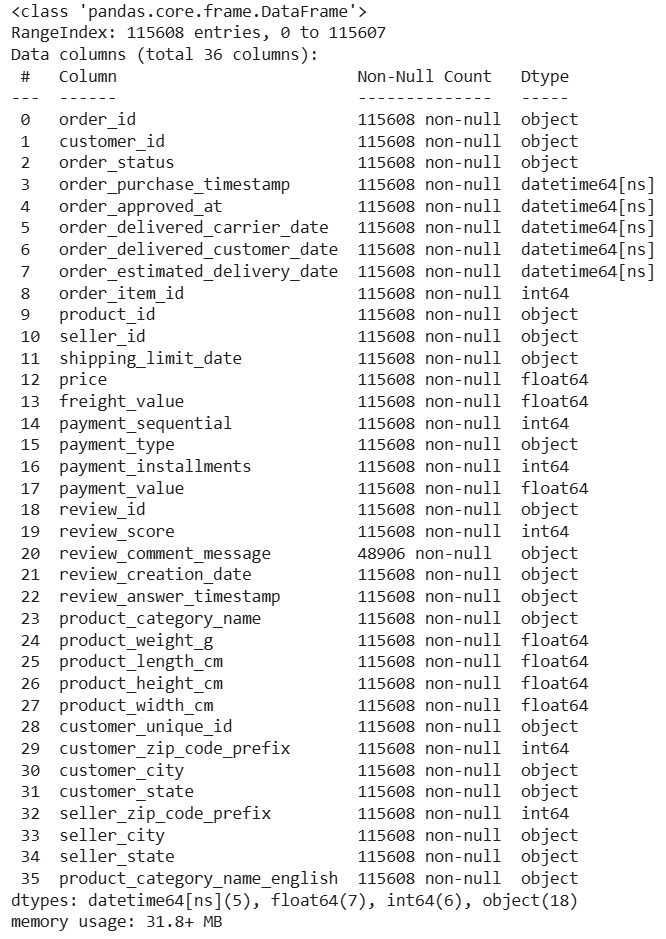 <class 'pandas.core.frame.DataFrame'>
RangeIndex: 115608 entries, 0 to 115607
Data columns (total 36 columns):
 #   Column                         Non-Null Count   Dtype
---  ------                         --------------   -----
 0   order_id                       115608 non-null  object
 1   customer_id                    115608 non-null  object
 2   order_status                   115608 non-null  object
 3   order_purchase_timestamp       115608 non-null  datetime64[ns]
 4   order_approved_at              115608 non-null  datetime64[ns]
 5   order_delivered_carrier_date   115608 non-null  datetime64[ns]
 6   order_delivered_customer_date  115608 non-null  datetime64[ns]
 7   order_estimated_delivery_date  115608 non-null  datetime64[ns]
 8   order_item_id                  115608 non-null  int64
 9   product_id                     115608 non-null  object
 10  seller_id                      115608 non-null  object
 11  shipping_limit_date            115608 non-null  object
 12  price                          115608 non-null  float64
 13  freight_value                  115608 non-null  float64
 14  payment_sequential             115608 non-null  int64
 15  payment_type                   115608 non-null  object
 16  payment_installments           115608 non-null  int64
 17  payment_value                  115608 non-null  float64
 18  review_id                      115608 non-null  object
 19  review_score                   115608 non-null  int64
 20  review_comment_message         48906 non-null   object
 21  review_creation_date           115608 non-null  object
 22  review_answer_timestamp        115608 non-null  object
 23  product_category_name          115608 non-null  object
 24  product_weight_g               115608 non-null  float64
 25  product_length_cm              115608 non-null  float64
 26  product_height_cm              115608 non-null  float64
 27  product_width_cm               115608 non-null  float64
 28  customer_unique_id             115608 non-null  object
 29  customer_zip_code_prefix       115608 non-null  int64
 30  customer_city                  115608 non-null  object
 31  customer_state                 115608 non-null  object
 32  seller_zip_code_prefix         115608 non-null  int64
 33  seller_city                    115608 non-null  object
 34  seller_state                   115608 non-null  object
 35  product_category_name_english  115608 non-null  object
dtypes: datetime64[ns](5), float64(7), int64(6), object(18)
memory usage: 31.8+ MB